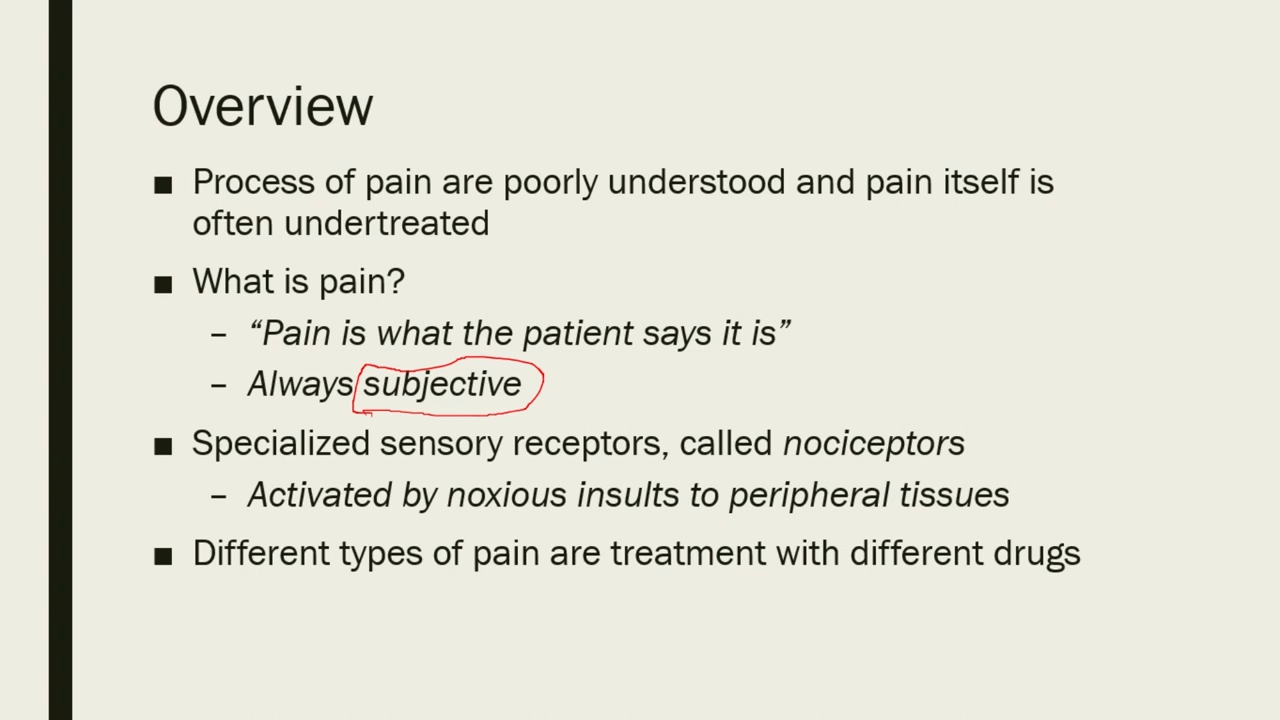 Overview
■ Process of pain are poorly understood and pain itself is
often undertreated
■ What is pain?
– “Pain is what the patient says it is”
– Always subjective
■ Specialized sensory receptors, called nociceptors
– Activated by noxious insults to peripheral tissues
■ Different types of pain are treatment with different drugs